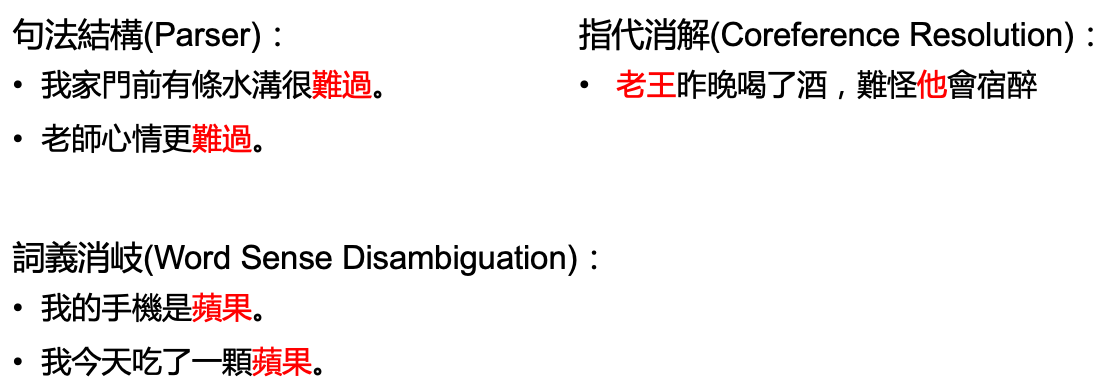 句法結構(Parser)：
• 我家門前有條水溝很難過。
• 老師心情更難過。
指代消解(Coreference Resolution)：
• 老王昨晚喝了酒，難怪他會宿醉
詞義消岐(Word Sense Disambiguation)：
• 我的手機是蘋果。
• 我今天吃了一顆蘋果。